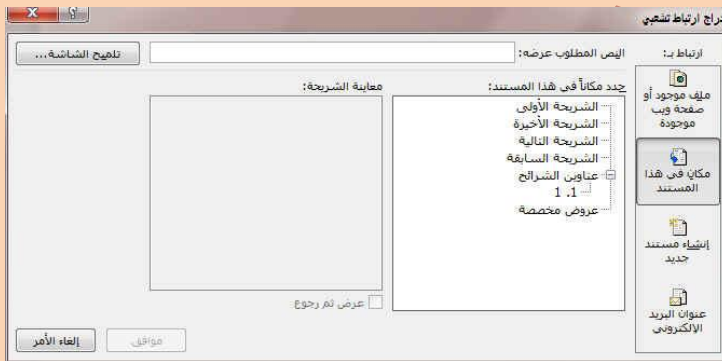 دراج ارتباط تشعبي
ارتباط بـ:
النص المطلوب عرضه:
تلميح الشاشة...
ملف موجود أو
صفحة ويب
موجودة
مكان في هذا
المستند
إنشاء مستند
جديد
عنوان البريد
الإلكتروني
حدد مكاناً في هذا المستند:
الشريحة الأولى
الشريحة الأخيرة
الشريحة التالية
الشريحة السابقة
عناوين الشرائح
1. 1
عروض مخصصة
معاينة الشريحة:
عرض ثم رجوع
موافق
إلغاء الأمر